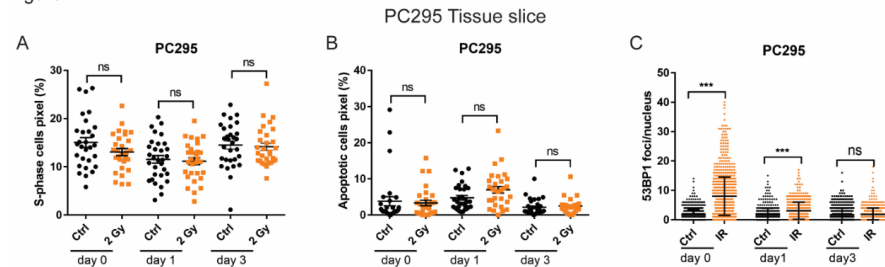 PC295 Tissue slice
A
PC295
S-phase cells pixel (%)
30
20
10
0
ns
ns
ns
Ctrl
2 Gy
Ctrl
2 Gy
Ctrl
2 Gy
day 0
day 1
day 3
B
PC295
Apoptotic cells pixel (%)
40
30
20
10
0
ns
ns
ns
Ctrl
2 Gy
Ctrl
2 Gy
Ctrl
2 Gy
day 0
day 1
day 3
C
PC295
53BP1 foci/nucleus
50
40
30
20
10
0
***
***
ns
Ctrl
IR
Ctrl
IR
Ctrl
IR
day 0
day1
day3